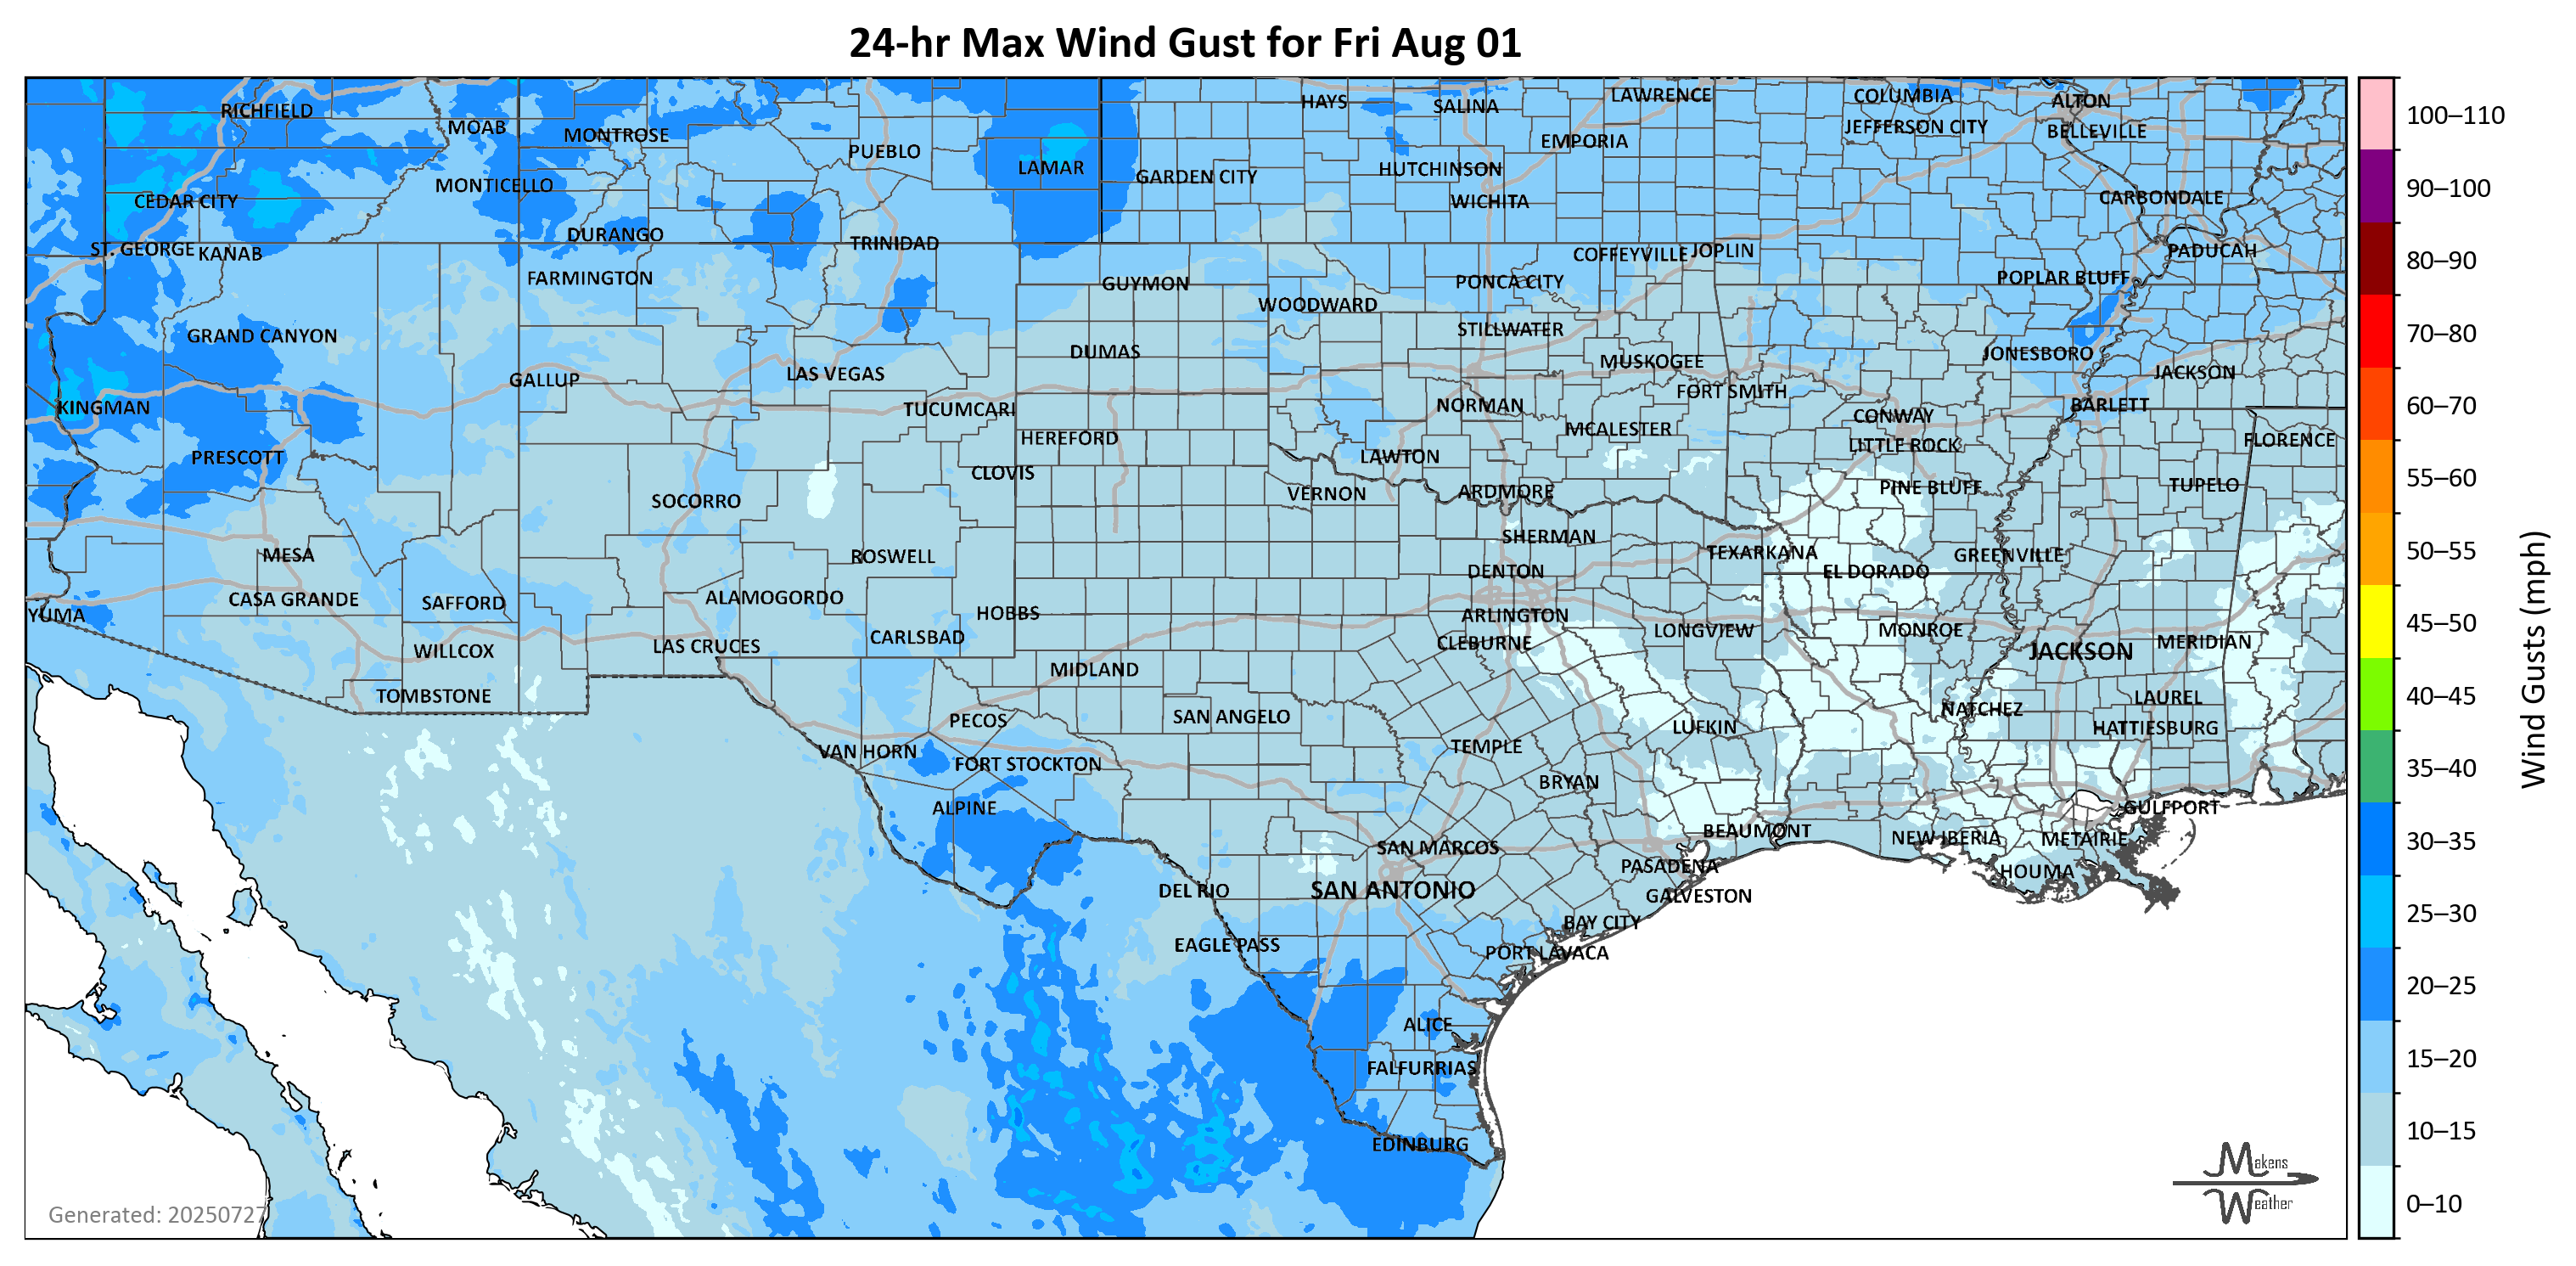 24-hr Max Wind Gust for Fri Aug 01
RICHFIELD
MOAB
MONTROSE
PUEBLO
LAMAR
HAYS
SALINA
LAWRENCE
COLUMBIA
ALTON
JEFFERSON CITY
BELLEVILLE
EMPORIA
HUTCHINSON
GARDEN CITY
MONTICELLO
CEDAR CITY
WICHITA
CARBONDALE
DURANGO
TRINIDAD
ST. GEORGE
KANAB
COFFEYVILLE
JOPLIN
PADUCAH
FARMINGTON
GUYMON
PONCA CITY
POPLAR BLUFF
WOODWARD
GRAND CANYON
STILLWATER
DUMAS
MUSKOGEE
JONESBORO
GALLUP
LAS VEGAS
JACKSON
FORT SMITH
KINGMAN
TUCUMCARI
NORMAN
CONWAY
BARLETT
HEREFORD
MCALESTER
LITTLE ROCK
FLORENCE
PRESCOTT
CLOVIS
LAWTON
SOCORRO
VERNON
ARDMORE
PINE BLUFF
TUPELO
MESA
ROSWELL
SHERMAN
TEXARKANA
GREENVILLE
DENTON
EL DORADO
CASA GRANDE
SAFFORD
ALAMOGORDO
HOBBS
ARLINGTON
YUMA
WILLCOX
LAS CRUCES
CARLSBAD
CLEBURNE
LONGVIEW
MONROE
JACKSON
MERIDIAN
MIDLAND
TOMBSTONE
PECOS
SAN ANGELO
LUFKIN
NATCHEZ
LAUREL
HATTIESBURG
VAN HORN
FORT STOCKTON
TEMPLE
BRYAN
ALPINE
GULFPORT
BEAUMONT
NEW IBERIA
METAIRIE
SAN MARCOS
PASADENA
HOUMA
DEL RIO
SAN ANTONIO
GALVESTON
BAY CITY
EAGLE PASS
PORT LAVACA
ALICE
FALFURRIAS
EDINBURG
Generated: 20250727
Makens
Weather
100–110
90–100
80–90
70–80
60–70
55–60
50–55
45–50
40–45
35–40
30–35
25–30
20–25
15–20
10–15
0–10
Wind Gusts (mph)